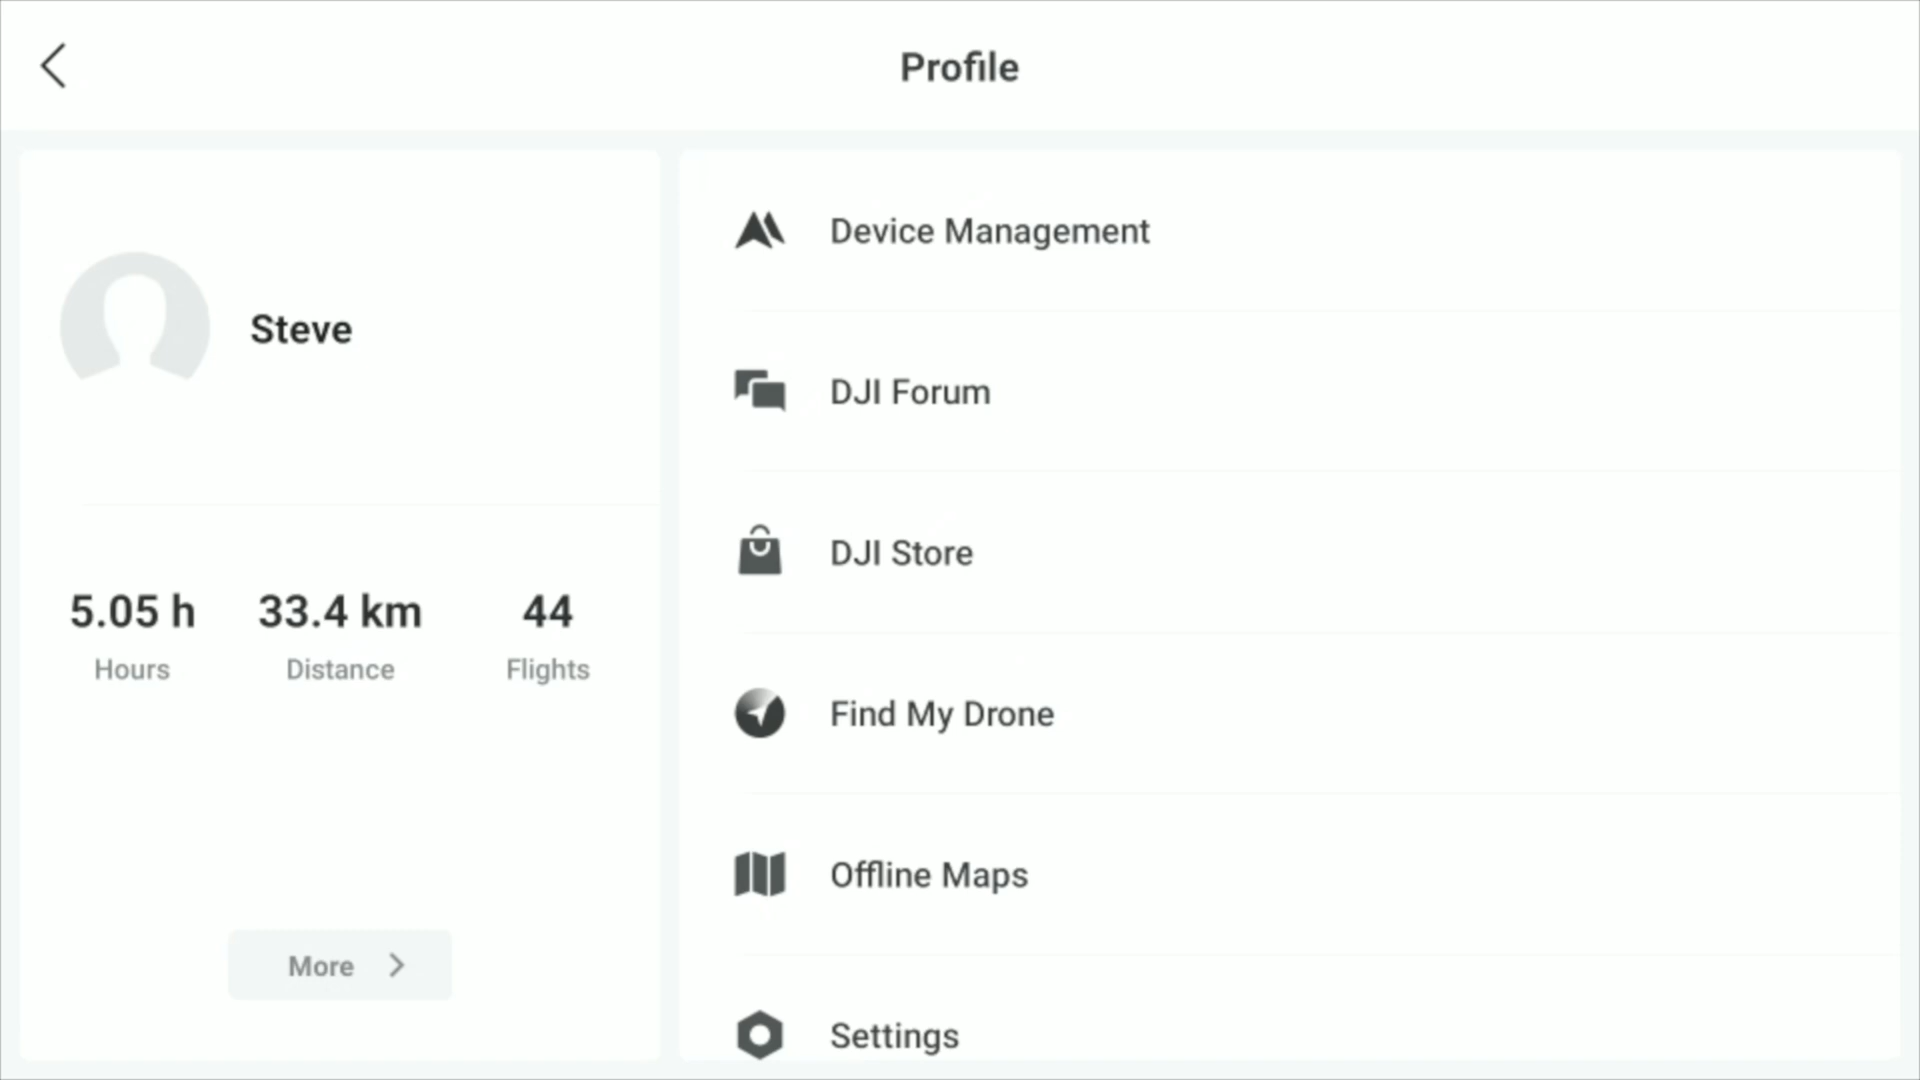 Profile
Steve
5.05 h 33.4 km 44
Hours Distance Flights
More
Device Management
DJI Forum
DJI Store
Find My Drone
Offline Maps
Settings